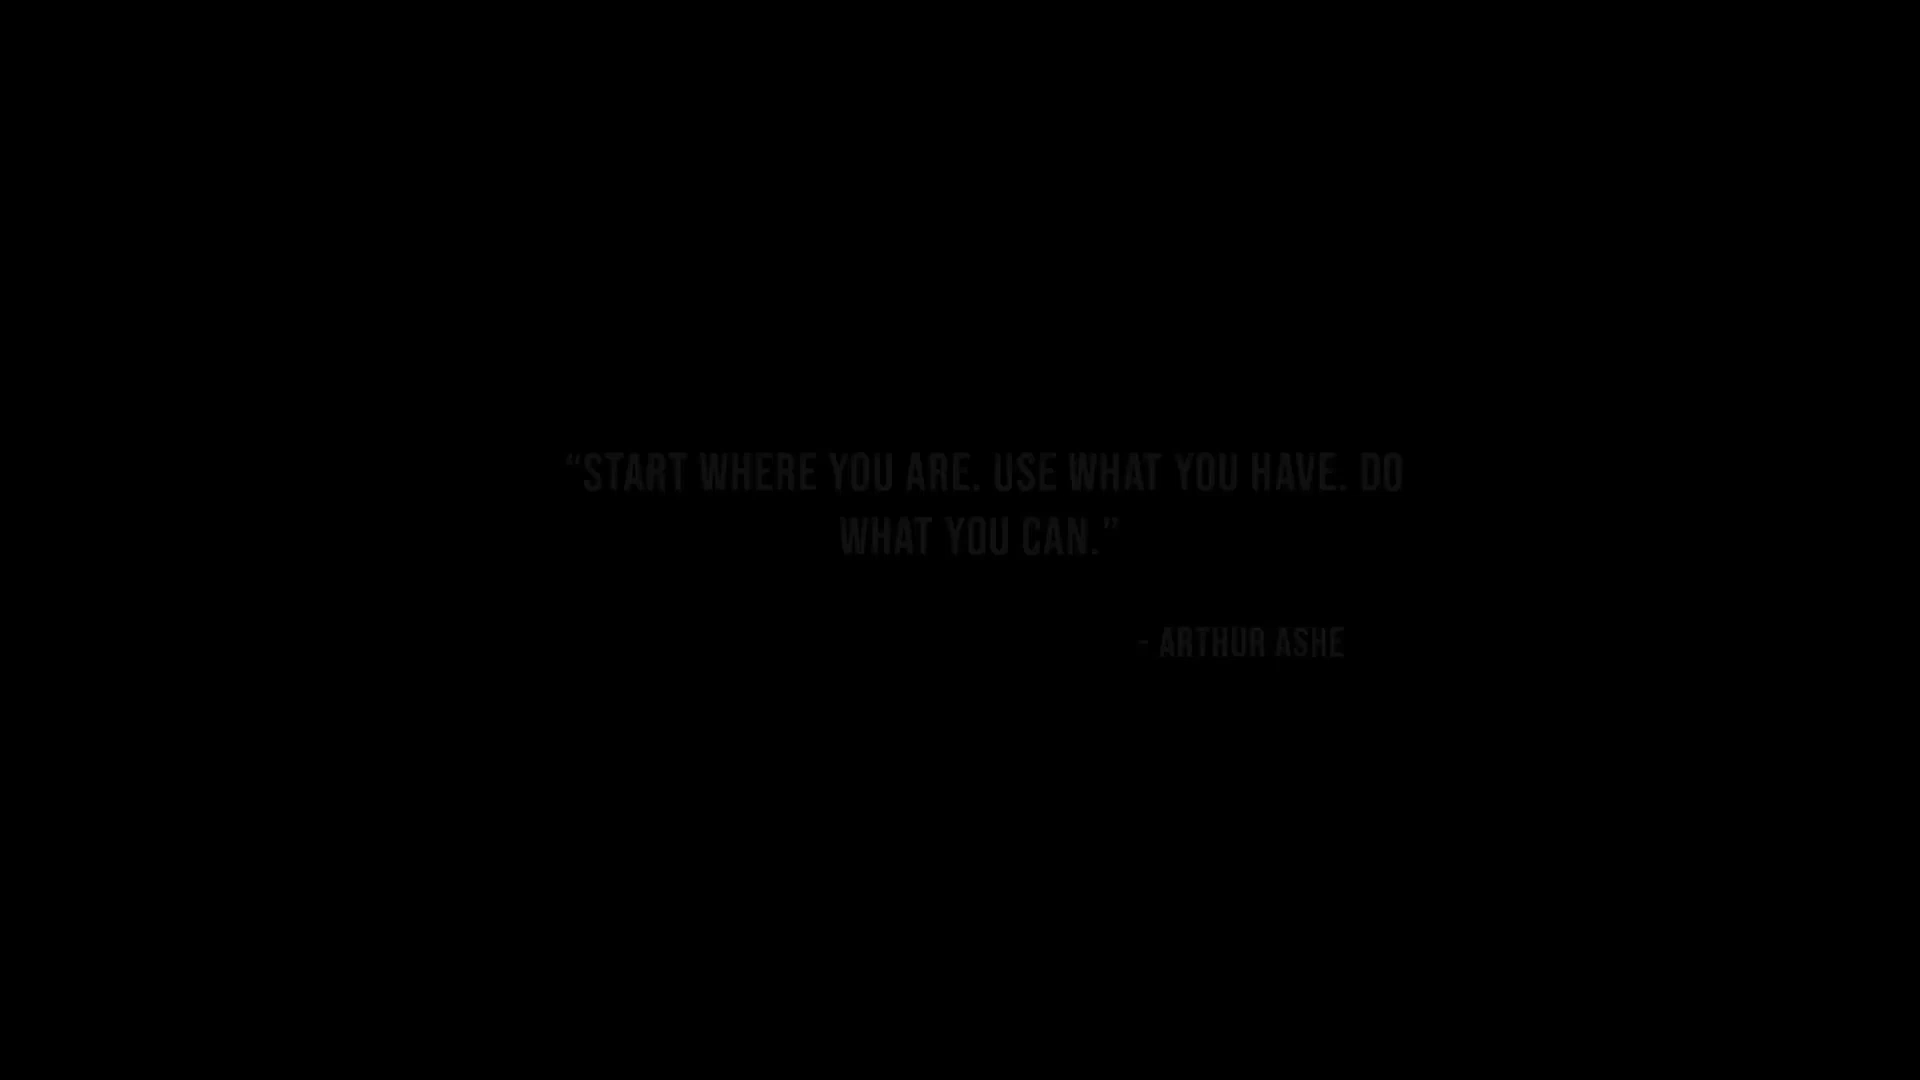 “START WHERE YOU ARE. USE WHAT YOU HAVE. DO
WHAT YOU CAN.”
- ARTHUR ASHE